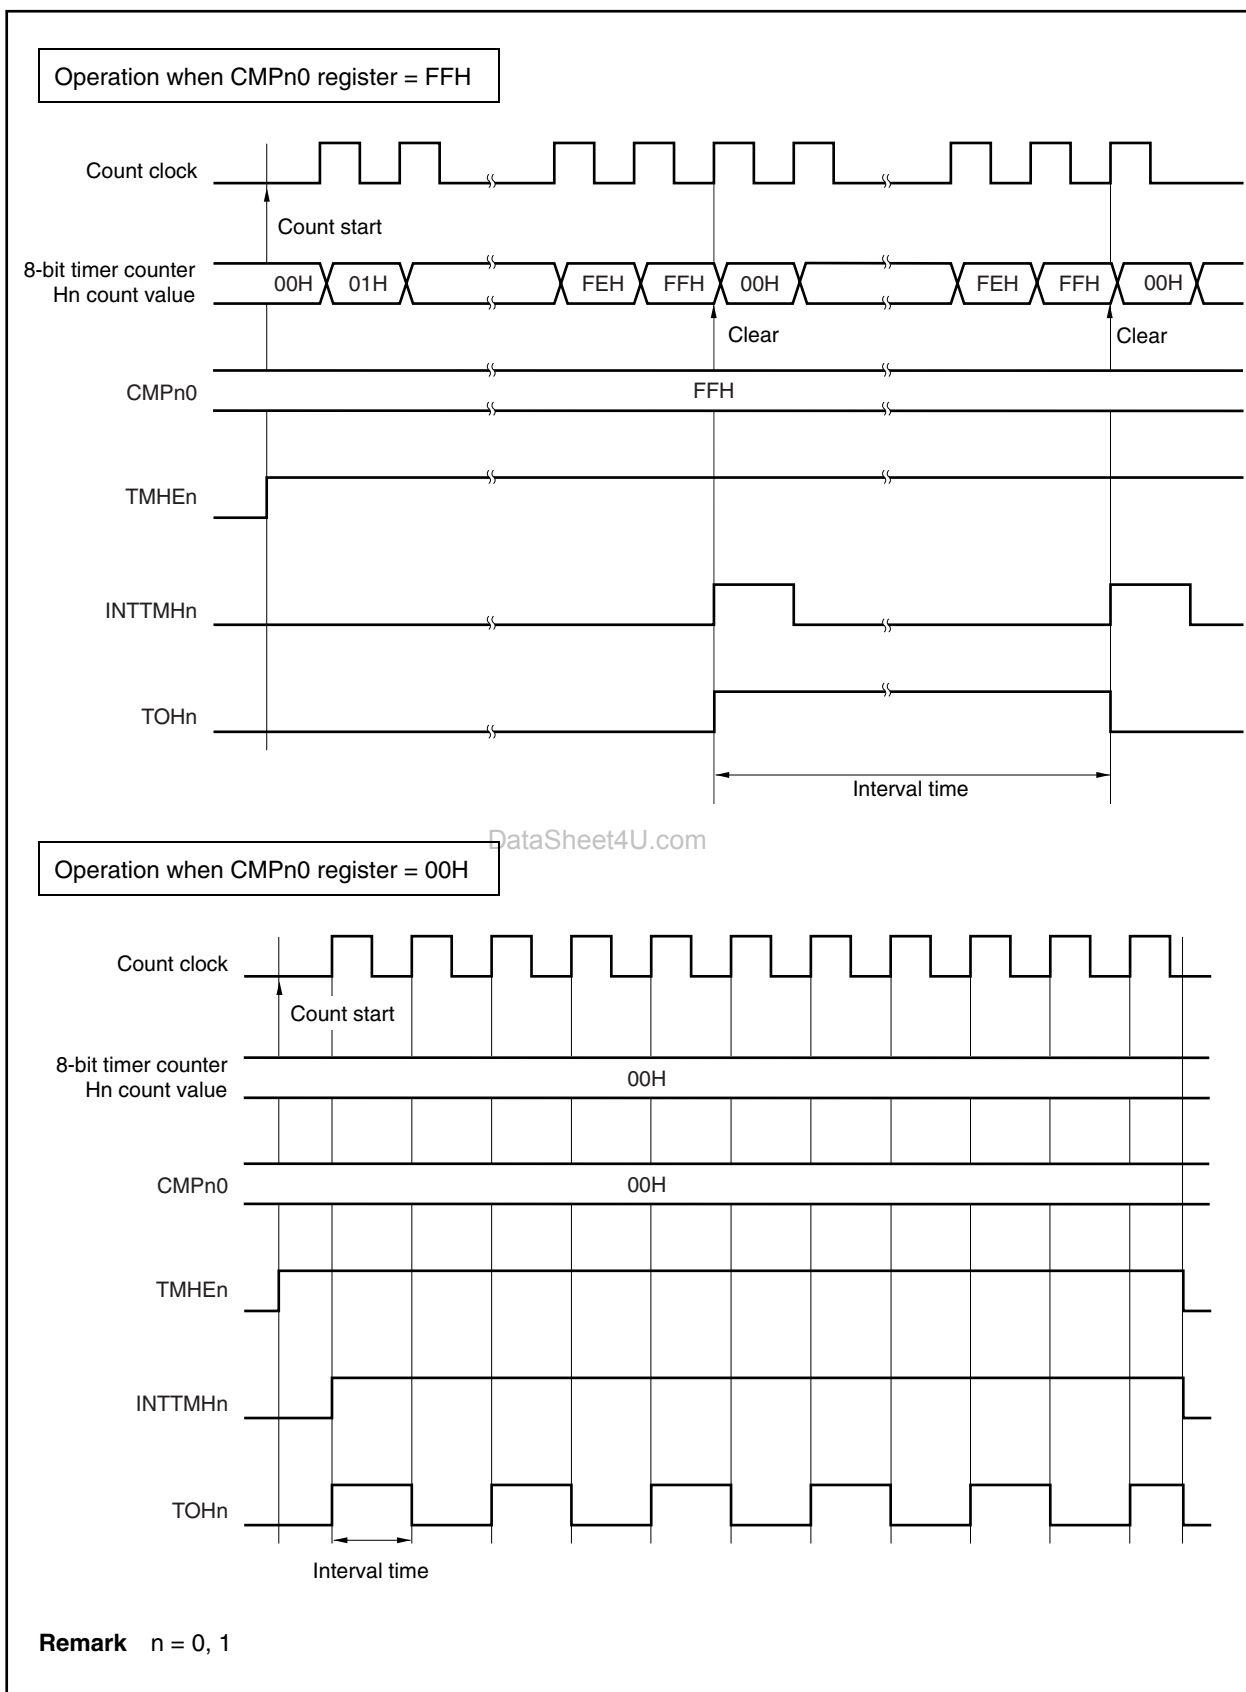 Operation when CMPn0 register = FFH
Count clock
Count start
8-bit timer counter
Hn count value
00H 01H FEH FFH 00H FEH FFH 00H
Clear Clear
CMPn0 FFH
TMHEn
INTTMHn
TOHn
Interval time
DataSheet4U.com
Operation when CMPn0 register = 00H
Count clock
Count start
8-bit timer counter
Hn count value
00H
CMPn0 00H
TMHEn
INTTMHn
TOHn
Interval time
Remark n = 0, 1